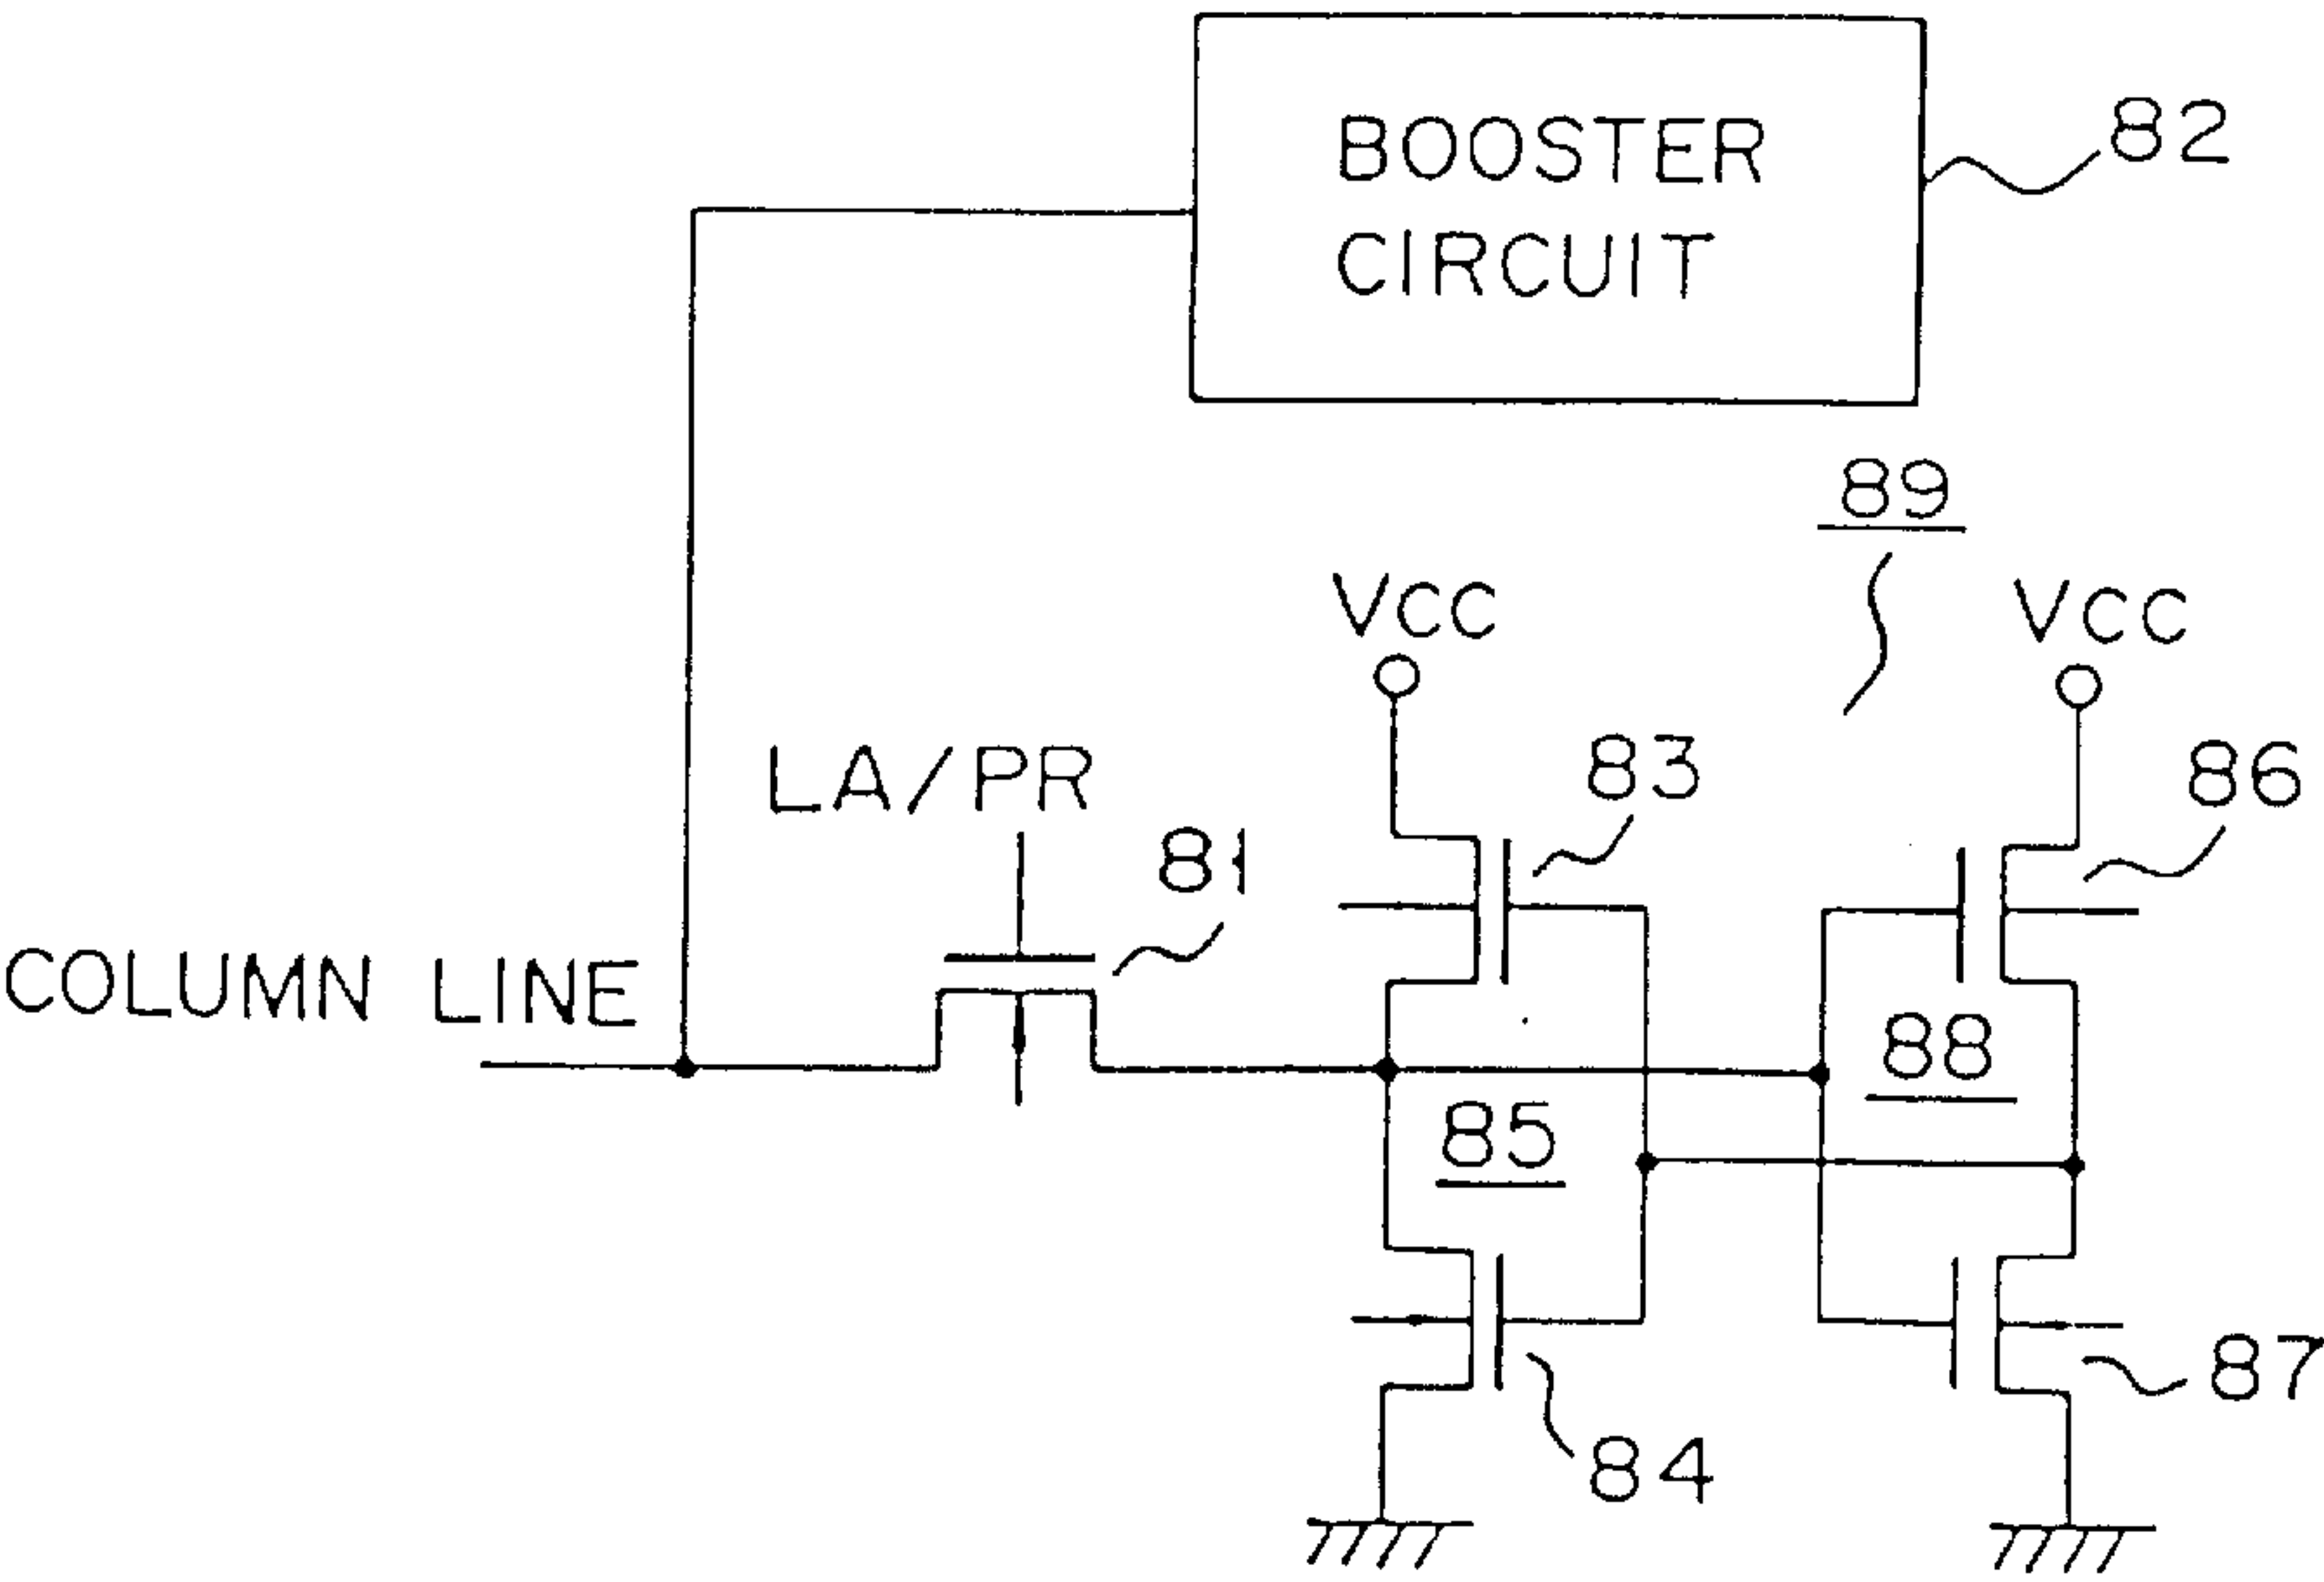 BOOSTER
CIRCUIT
82
89
VCC
VCC
LA/PR
83
86
81
COLUMN LINE
88
85
87
84